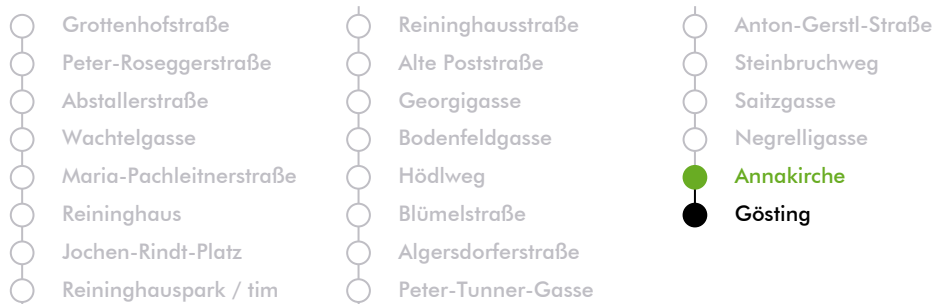 Grottenhofstraße
Peter-Roseggerstraße
Abstallerstraße
Wachtelgasse
Maria-Pachleitnerstraße
Reininghaus
Jochen-Rindt-Platz
Reininghauspark / tim
Reininghausstraße
Alte Poststraße
Georgigasse
Bodenfeldgasse
Hödlweg
Blümelstraße
Algersdorferstraße
Peter-Tunner-Gasse
Anton-Gerstl-Straße
Steinbruchweg
Saitzgasse
Negrelligasse
Annakirche
Gösting